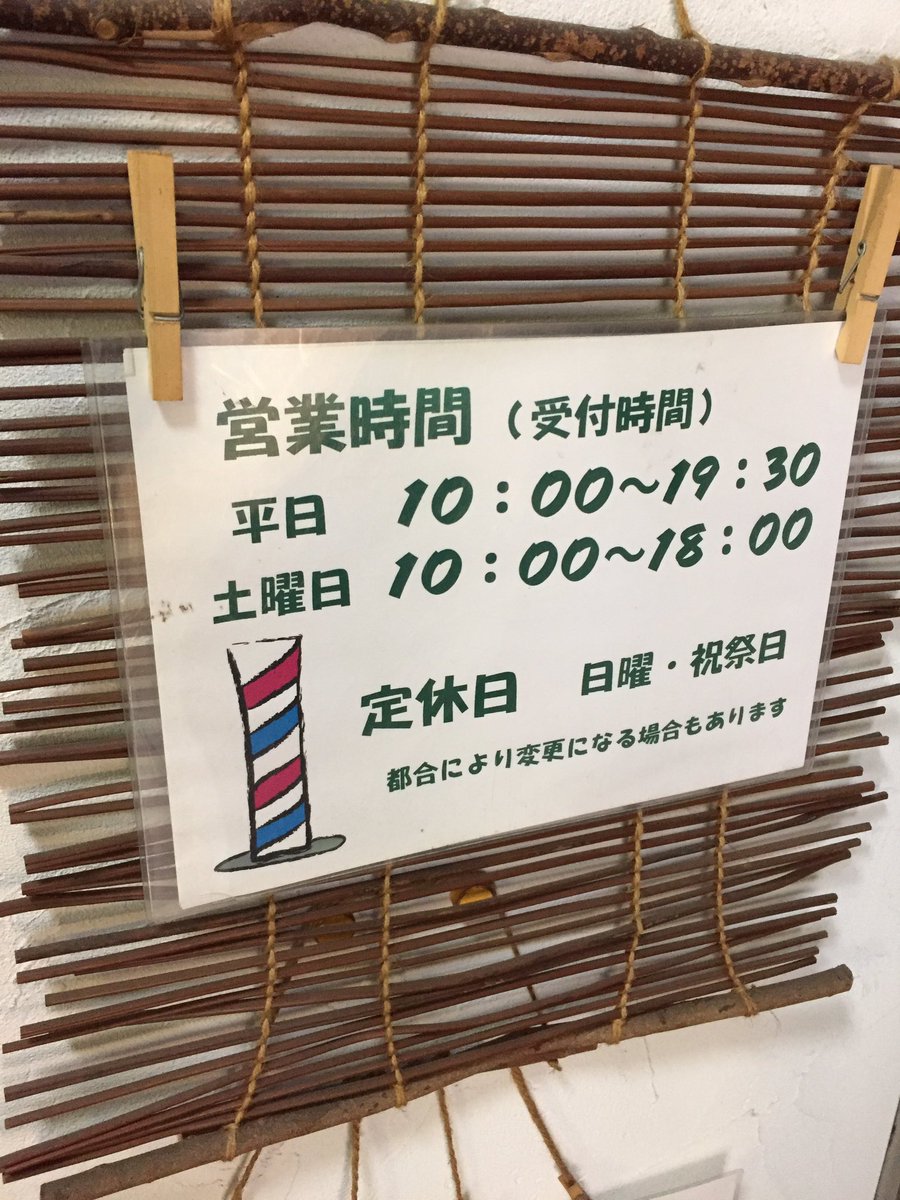 営業時間（受付時間）
平日 10：00～19：30
土曜日 10：00～18：00
定休日 日曜・祝祭日
都合により変更になる場合もあります